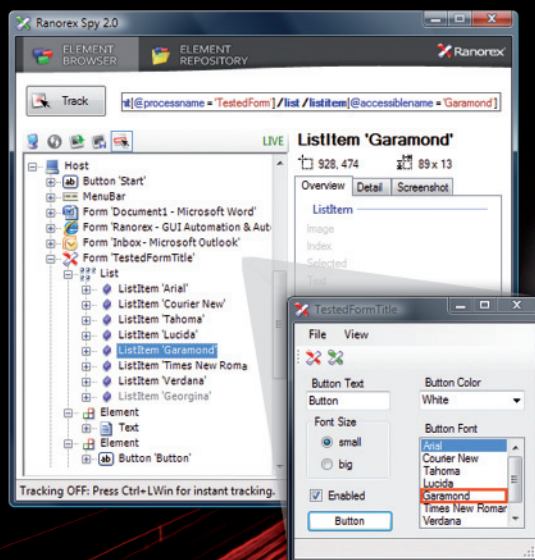 Ranorex Spy 2.0
ELEMENT BROWSER
ELEMENT REPOSITORY
Ranorex
Track
nt[@processname='TestedForm']/list/listitem[@accessiblename='Garamond']
LIVE
ListItem 'Garamond'
928, 474
89 x 13
Overview
Detail
Screenshot
ListItem
Image
Index
Selected
Text
Host
Button 'Start'
MenuBar
Form 'Document1 - Microsoft Word'
Form 'Ranorex - GUI Automation & Aut
Form 'Inbox - Microsoft Outlook'
Form 'TestedFormTitle'
List
ListItem 'Arial'
ListItem 'Courier New'
ListItem 'Tahoma'
ListItem 'Lucida'
ListItem 'Garamond'
ListItem 'Times New Roma
ListItem 'Verdana'
ListItem 'Georgina'
Element
Text
Element
Button 'Button'
Tracking OFF: Press Ctrl+LWin for instant tracking.
TestedFormTitle
File View
Button Text
Button
Button Color
White
Font Size
small
big
Enabled
Button
Button Font
Arial
Courier New
Tahoma
Lucida
Garamond
Times New Roman
Verdana